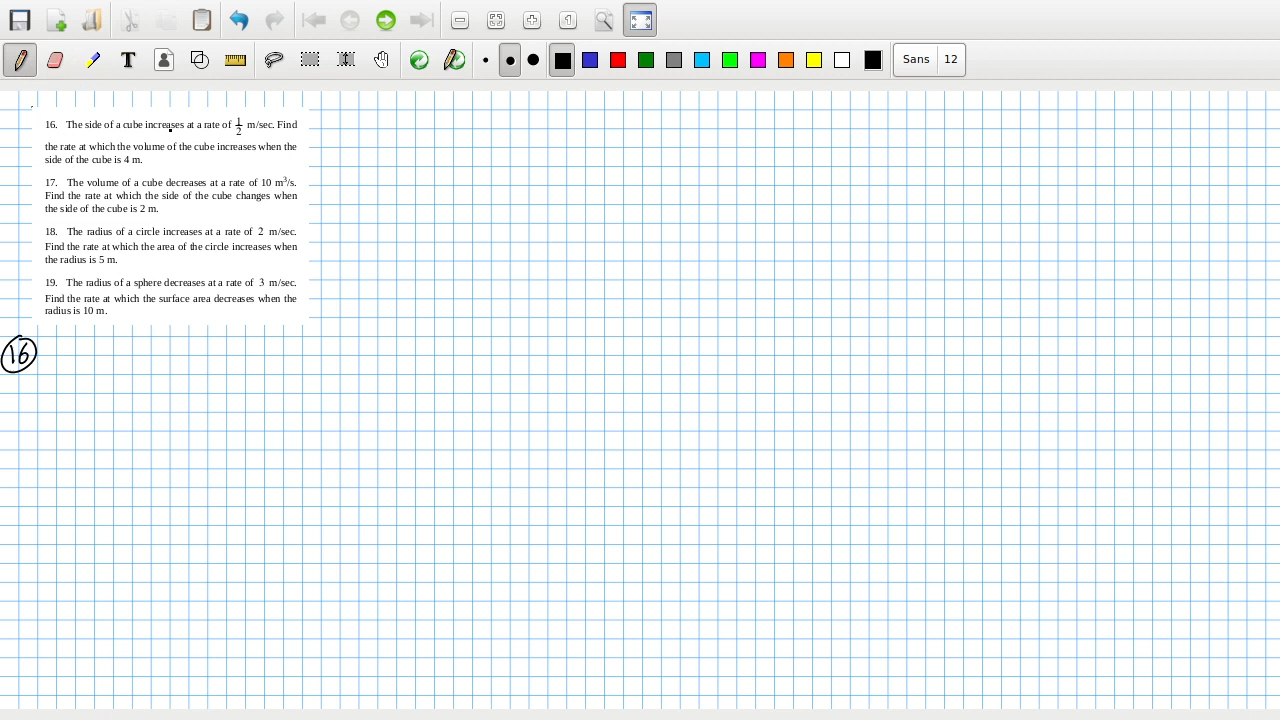 Sans 12
16. The side of a cube increases at a rate of 1/2 m/sec. Find
the rate at which the volume of the cube increases when the
side of the cube is 4 m.
17. The volume of a cube decreases at a rate of 10 m³/s.
Find the rate at which the side of the cube changes when
the side of the cube is 2 m.
18. The radius of a circle increases at a rate of 2 m/sec.
Find the rate at which the area of the circle increases when
the radius is 5 m.
19. The radius of a sphere decreases at a rate of 3 m/sec.
Find the rate at which the surface area decreases when the
radius is 10 m.
16